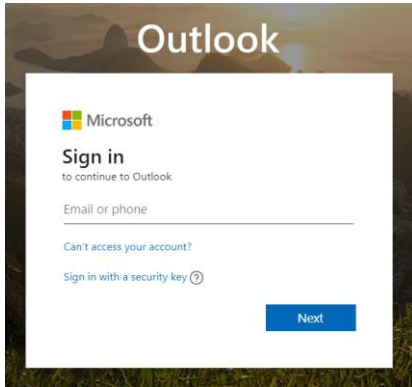 Outlook
Microsoft
Sign in
to continue to Outlook
Email or phone
Can't access your account?
Sign in with a security key ?
Next